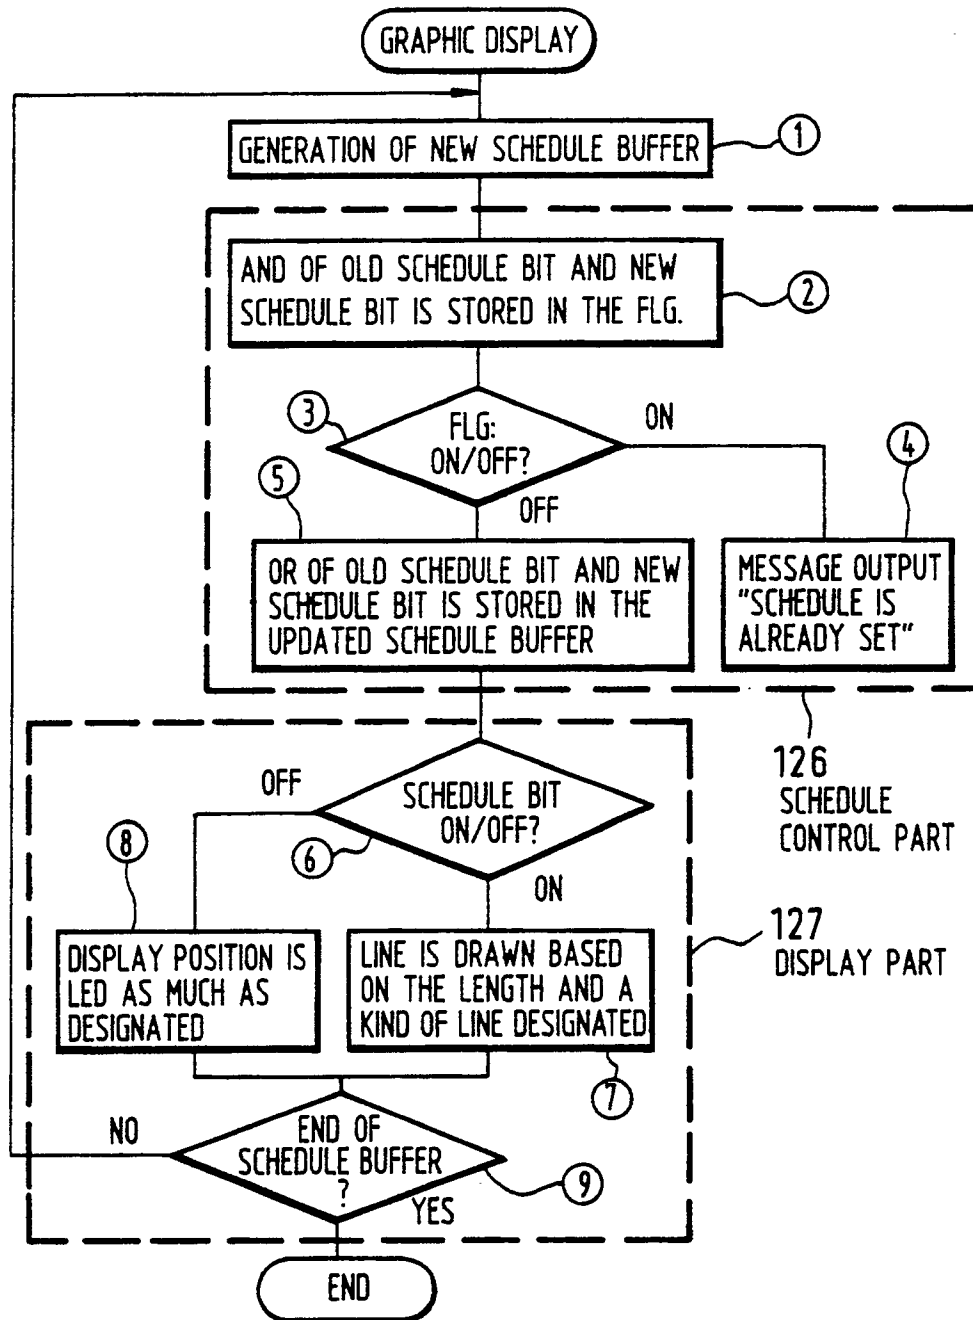 GRAPHIC DISPLAY
GENERATION OF NEW SCHEDULE BUFFER
1
AND OF OLD SCHEDULE BIT AND NEW
SCHEDULE BIT IS STORED IN THE FLG.
2
3
FLG:
ON/OFF?
ON
OFF
4
5
OR OF OLD SCHEDULE BIT AND NEW
SCHEDULE BIT IS STORED IN THE
UPDATED SCHEDULE BUFFER
MESSAGE OUTPUT
"SCHEDULE IS
ALREADY SET"
126
SCHEDULE
CONTROL PART
SCHEDULE BIT
ON/OFF?
OFF
6
ON
8
127
DISPLAY PART
DISPLAY POSITION IS
LED AS MUCH AS
DESIGNATED
LINE IS DRAWN BASED
ON THE LENGTH AND A
KIND OF LINE DESIGNATED
7
NO
END OF
SCHEDULE BUFFER
?
YES
9
END